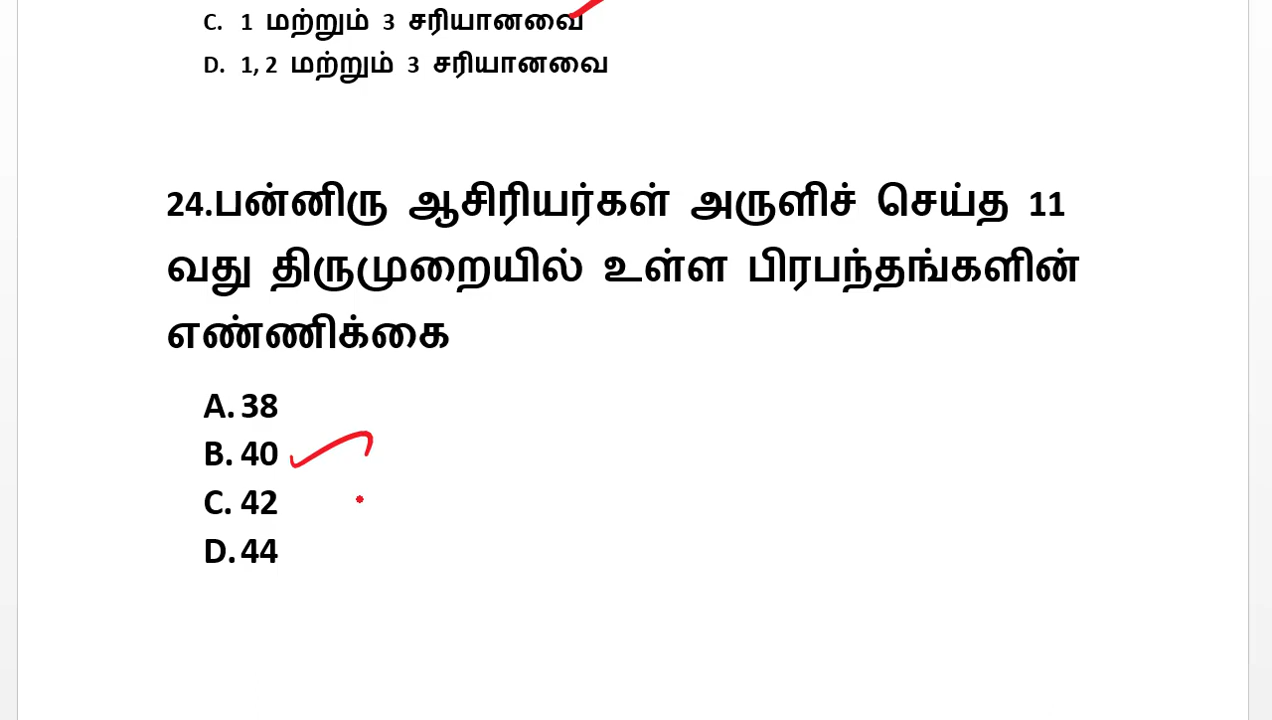 C. 1 மற்றும் 3 சரியானவை
D. 1, 2 மற்றும் 3 சரியானவை
24.பன்னிரு ஆசிரியர்கள் அருளிச் செய்த 11
வது திருமுறையில் உள்ள பிரபந்தங்களின்
எண்ணிக்கை
A. 38
B. 40
C. 42
D. 44